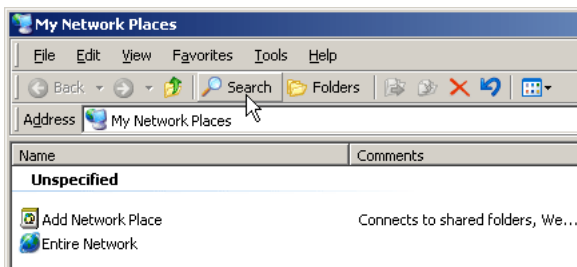 My Network Places
File Edit View Favorites Tools Help
Back Search Folders
Address My Network Places
Name Comments
Unspecified
Add Network Place Connects to shared folders, We...
Entire Network